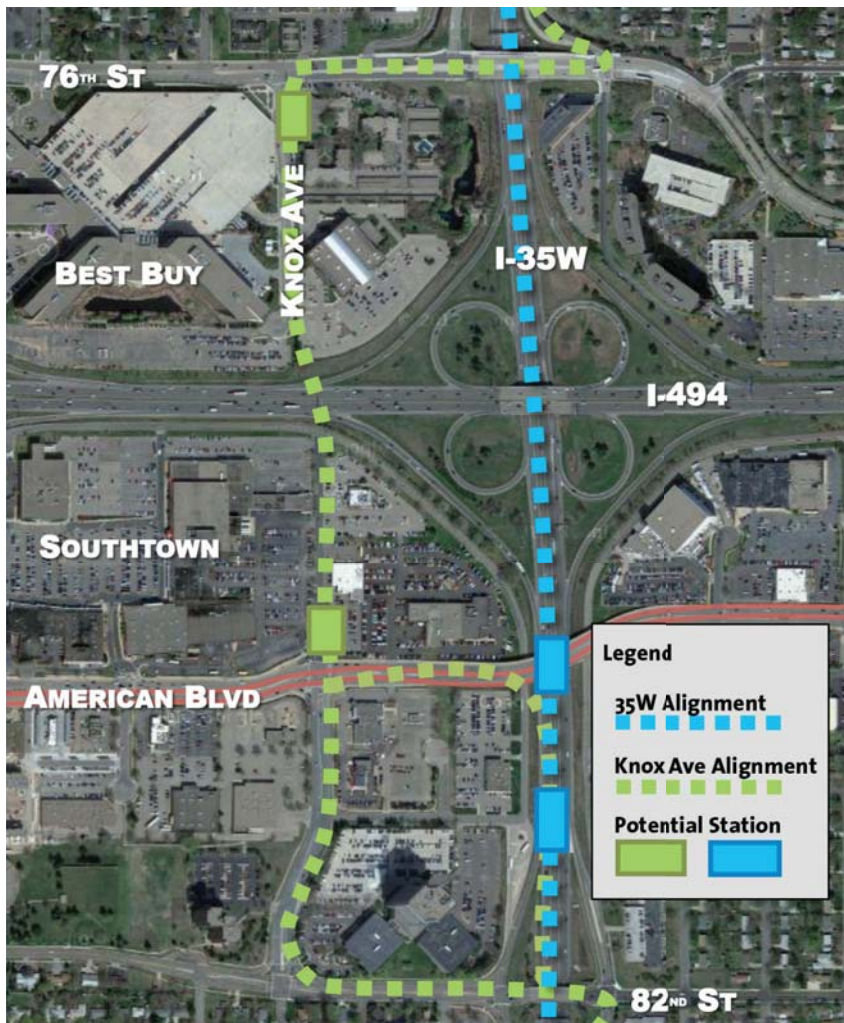 76TH ST
KNOX AVE
BEST BUY
I-35W
I-494
SOUTHTOWN
AMERICAN BLVD
Legend
35W Alignment
Knox Ave Alignment
Potential Station
82ND ST